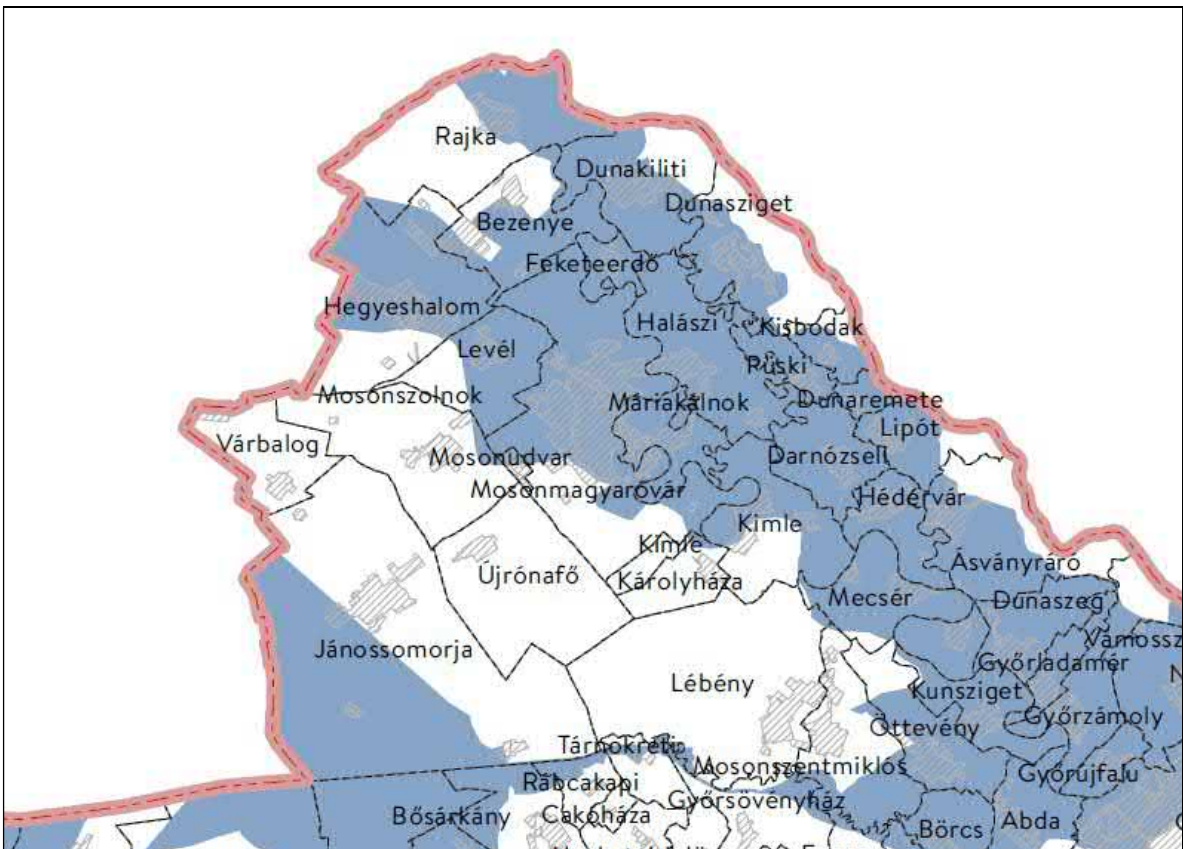 Rajka
Dunakiliti
Dunasziget
Bezenye
Feketeerdő
Hegyeshalom
Halászi
Kisbodak
Levél
Püski
Mosonszolnok
Máriakálnok
Dunaremete
Lipót
Várbalog
Mosonudvar
Darnózseli
Mosonmagyaróvár
Hédervár
Kimle
Kimle
Ásványráró
Újrónafő
Károlyháza
Mecsér
Dunaszeg
Vámossz
Jánossomorja
Győrladamér
Lébény
Kunsziget
N
Öttevény
Győrzámoly
Tárnokréti
Mosonszentmiklós
Győrújfalu
Rábcakapi
Győrsövényház
Bősárkány
Cakóháza
Börcs
Abda